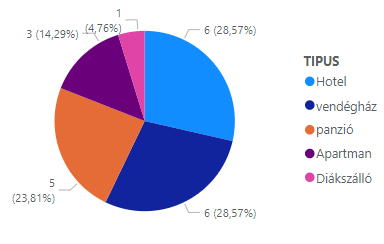 1
(4,76%)
3 (14,29%)
6 (28,57%)
5
(23,81%)
6 (28,57%)
TIPUS
Hotel
vendégház
panzió
Apartman
Diákszálló